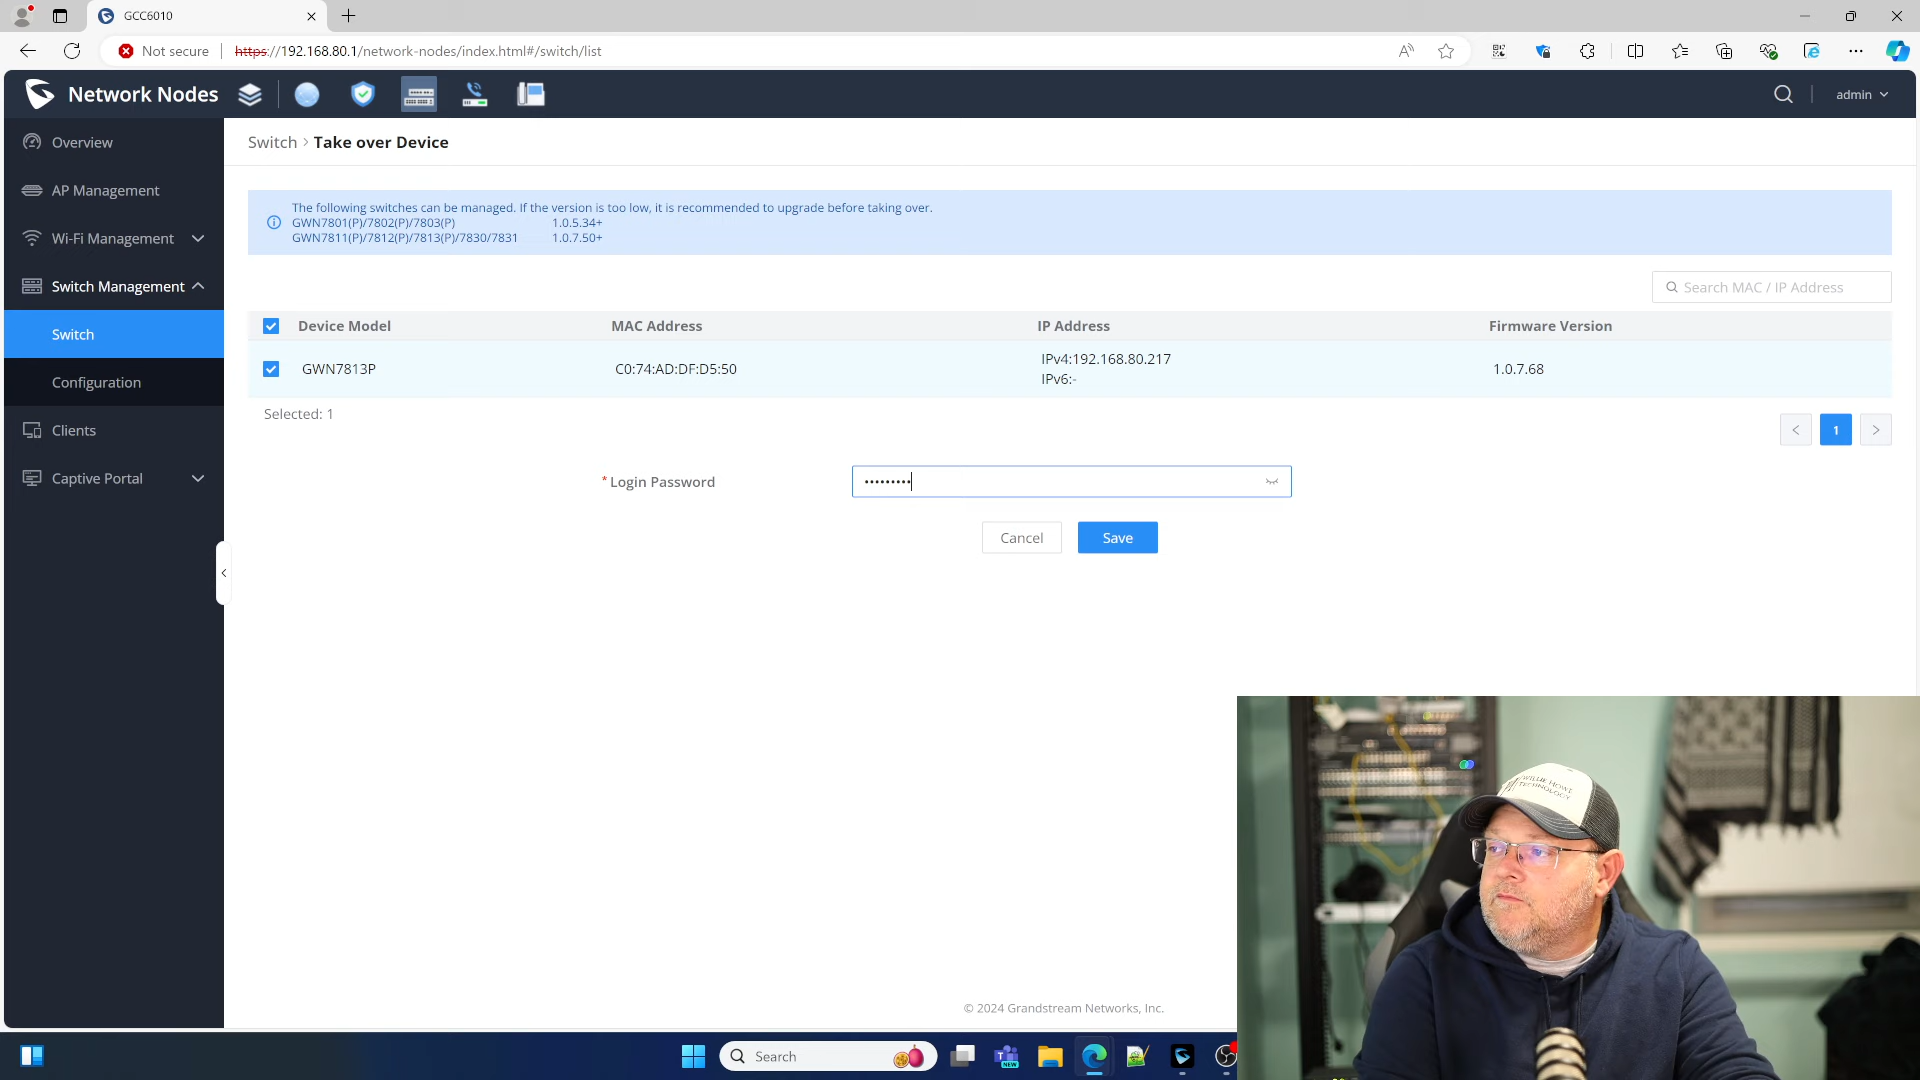 GCC6010
Not secure
https://192.168.80.1/network-nodes/index.html#/switch/list
Network Nodes
admin
Overview
AP Management
Wi-Fi Management
Switch Management
Switch
Configuration
Clients
Captive Portal
Switch > Take over Device
The following switches can be managed. If the version is too low, it is recommended to upgrade before taking over.
GWN7801(P)/7802(P)/7803(P) 1.0.5.34+
GWN7811(P)/7812(P)/7813(P)/7830/7831 1.0.7.50+
Search MAC / IP Address
Device Model MAC Address IP Address Firmware Version
GWN7813P C0:74:AD:DF:D5:50 IPv4:192.168.80.217 1.0.7.68
IPv6:-
Selected: 1
< 1 >
* Login Password •••••••••
Cancel Save
WILLIE HOWE
TECHNOLOGY
© 2024 Grandstream Networks, Inc.
Search
NEW